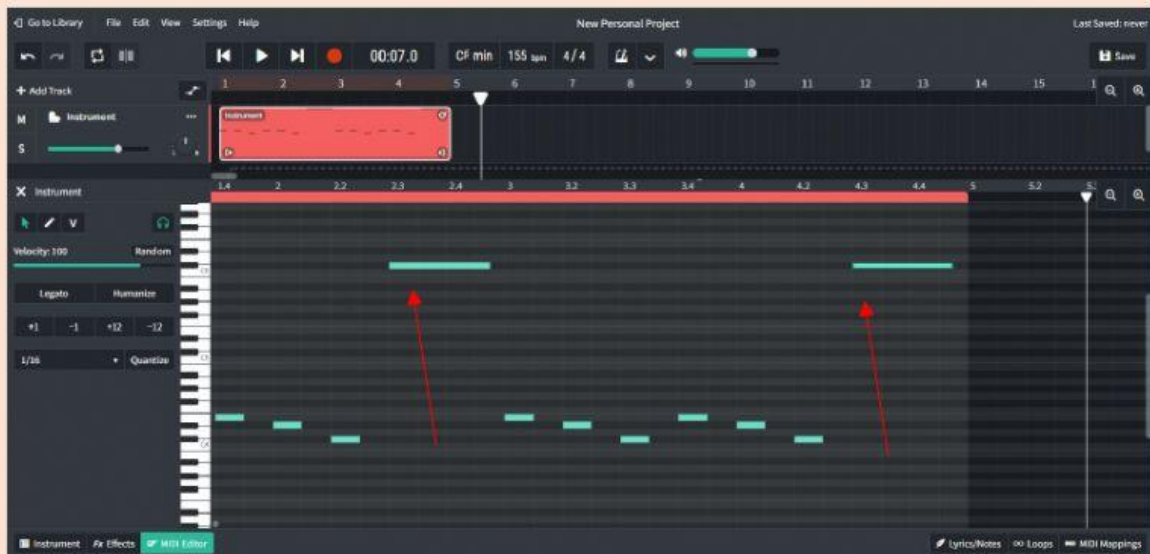 Go to Library File Edit View Settings Help New Personal Project Last Saved: never
00:07.0 C# min 155 bpm 4/4 Save
+ Add Track 1 2 3 4 5 6 7 8 9 10 11 12 13 14 15
M Instrument ... Instrument
S
X Instrument 1.4 2 2.2 2.3 2.4 3 3.2 3.3 3.4 4 4.2 4.3 4.4 5 5.2
V
Velocity: 100 Random
Legato Humanize
+1 -1 +12 -12
1/16 Quantize
C5
C4
Instrument Fx Effects MIDI Editor Lyrics/Notes Loops MIDI Mappings